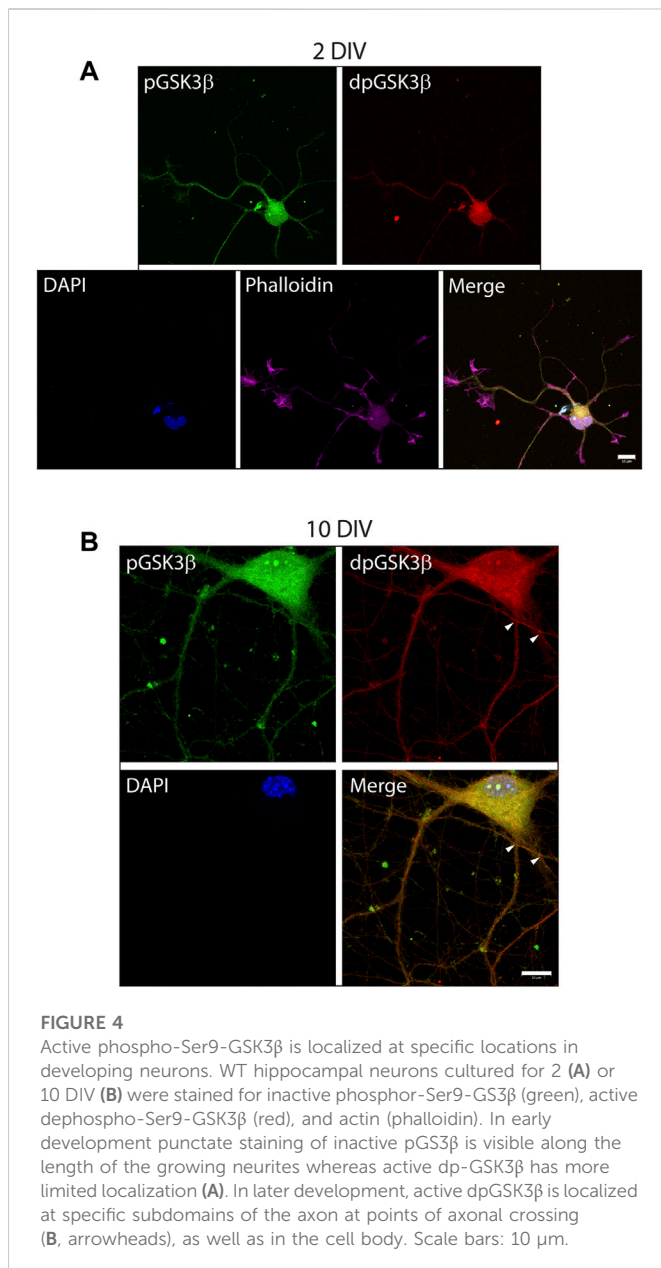 2 DIV
A
pGSK3β
dpGSK3β
DAPI
Phalloidin
Merge
10 DIV
B
pGSK3β
dpGSK3β
DAPI
Merge
FIGURE 4
Active phospho-Ser9-GSK3β is localized at specific locations in
developing neurons. WT hippocampal neurons cultured for 2 (A) or
10 DIV (B) were stained for inactive phosphor-Ser9-GS3β (green), active
dephospho-Ser9-GSK3β (red), and actin (phalloidin). In early
development punctate staining of inactive pGS3β is visible along the
length of the growing neurites whereas active dp-GSK3β has more
limited localization (A). In later development, active dpGSK3β is localized
at specific subdomains of the axon at points of axonal crossing
(B, arrowheads), as well as in the cell body. Scale bars: 10 μm.